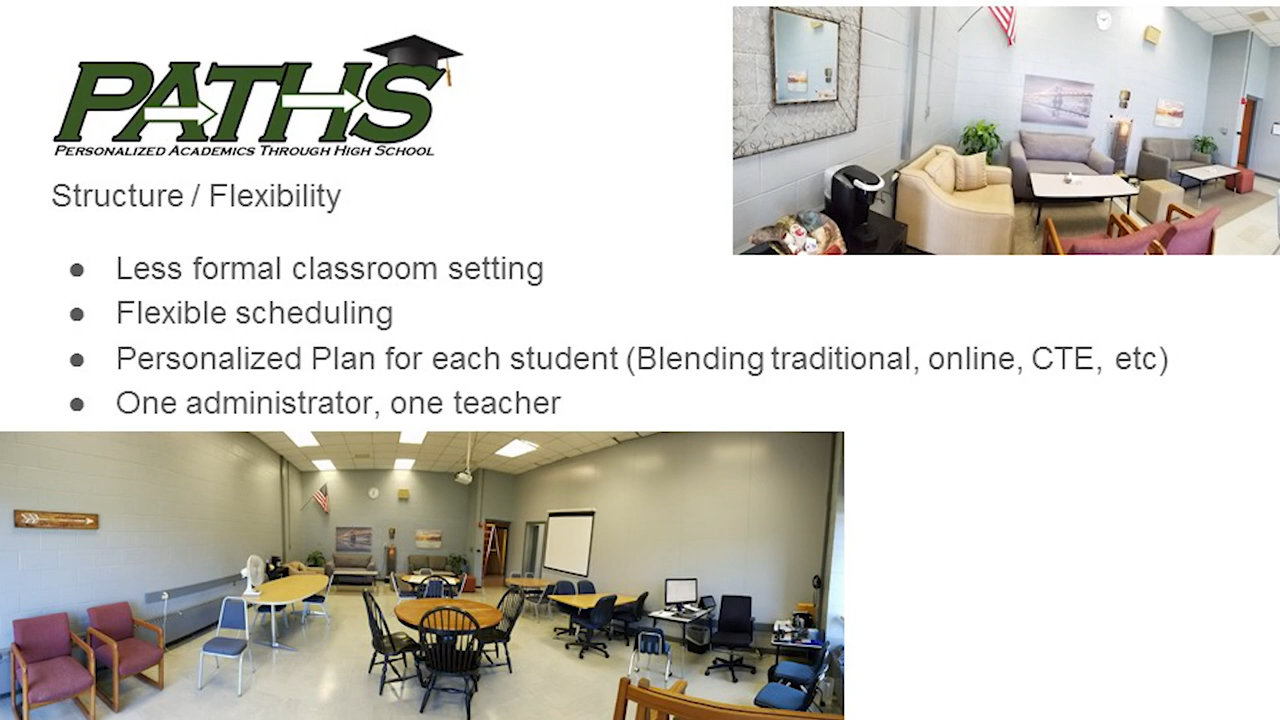 PATHS
PERSONALIZED ACADEMICS THROUGH HIGH SCHOOL
Structure / Flexibility
● Less formal classroom setting
● Flexible scheduling
● Personalized Plan for each student (Blending traditional, online, CTE, etc)
● One administrator, one teacher